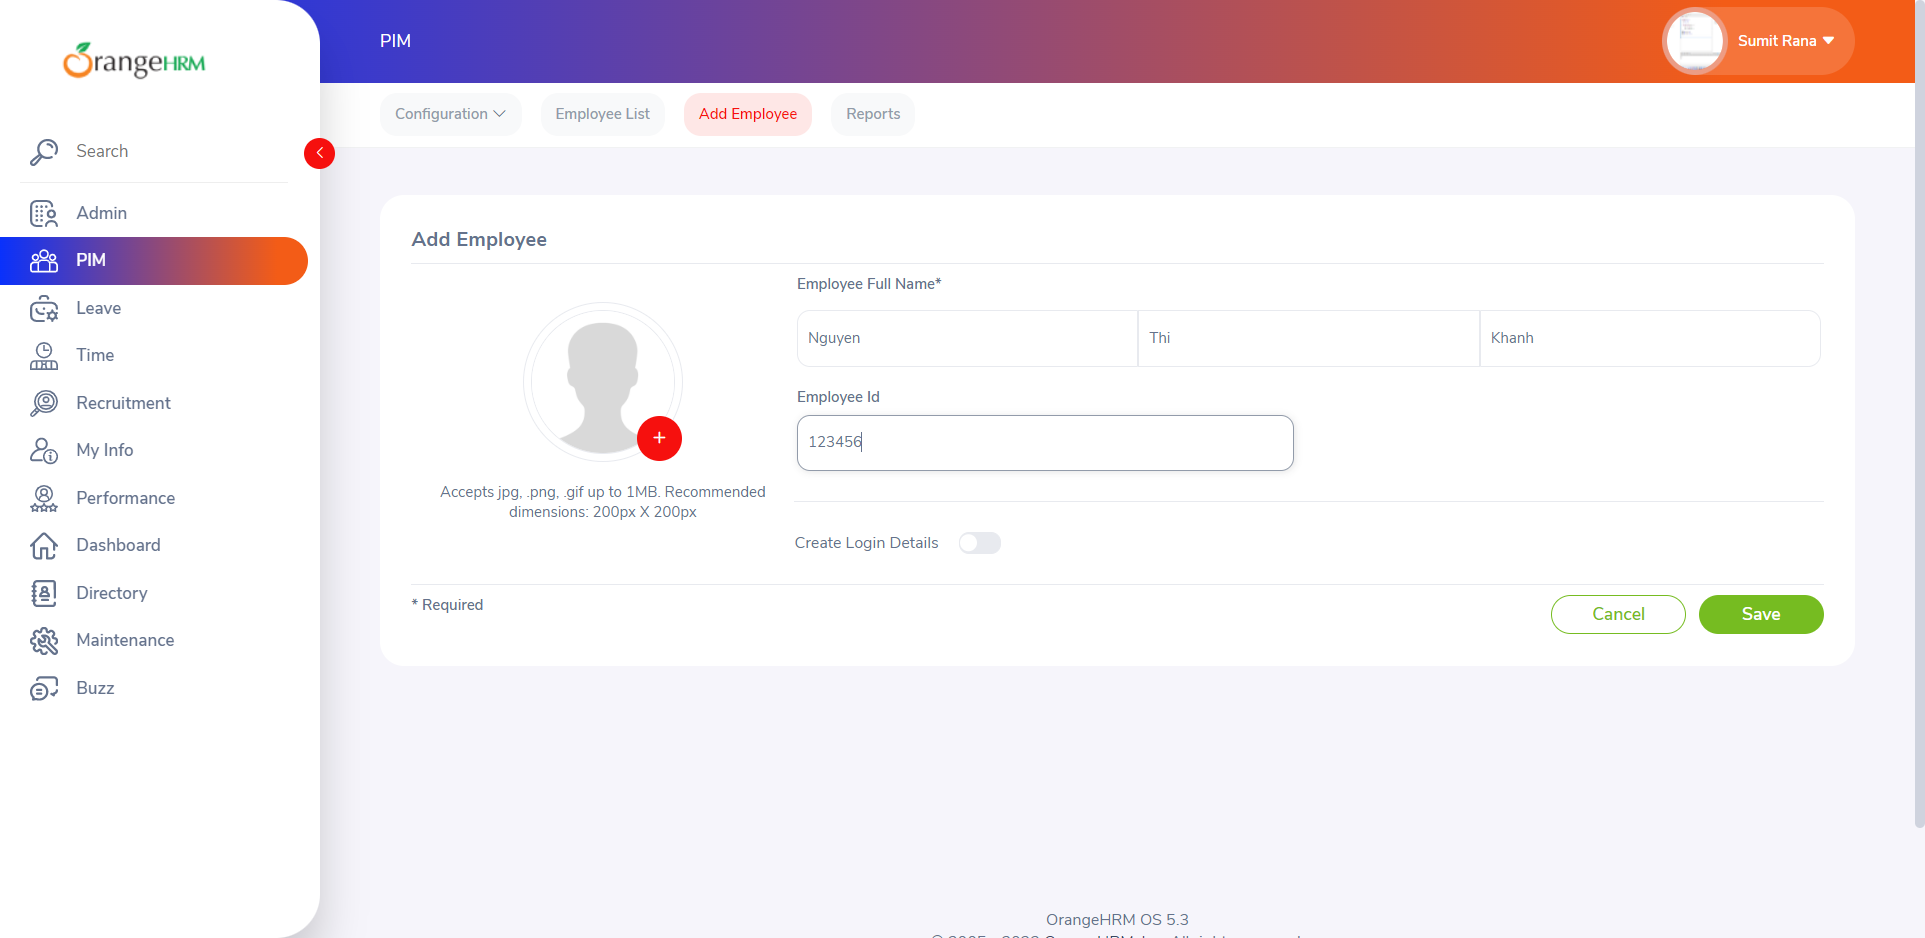 OrangeHRM
PIM
Sumit Rana
Configuration
Employee List
Add Employee
Reports
Search
Admin
PIM
Leave
Time
Recruitment
My Info
Performance
Dashboard
Directory
Maintenance
Buzz
Add Employee
Employee Full Name*
Nguyen
Thi
Khanh
Employee Id
123456
Accepts jpg, .png, .gif up to 1MB. Recommended
dimensions: 200px X 200px
Create Login Details
* Required
Cancel
Save
OrangeHRM OS 5.3